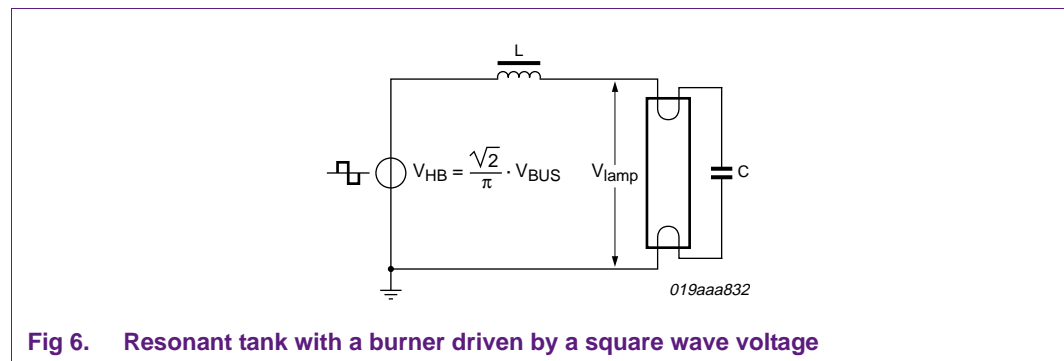 L
V_HB = √2/π · V_BUS
V_lamp
C
019aaa832
Fig 6. Resonant tank with a burner driven by a square wave voltage